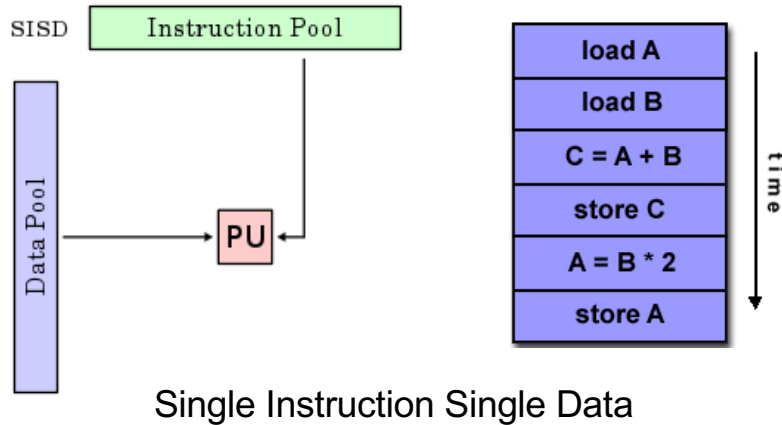 SISD
Instruction Pool
Data Pool
PU
load A
load B
C = A + B
store C
A = B * 2
store A
time
Single Instruction Single Data